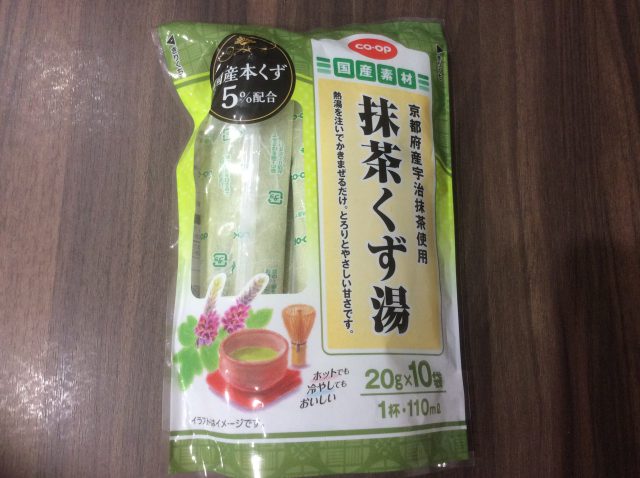 co-op
国産素材
京都府産宇治抹茶使用
抹茶くず湯
熱湯を注いでかきまぜるだけ。とろりとやさしい甘さです。
国産本くず
5%配合
ホットでも
冷やしても
おいしい
20g×10袋
1杯・110mℓ
イラストはイメージです。